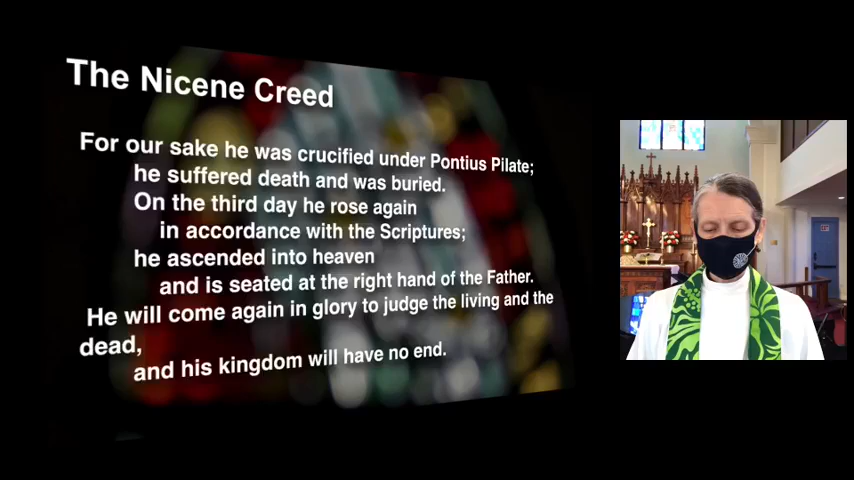 The Nicene Creed
For our sake he was crucified under Pontius Pilate;
he suffered death and was buried.
On the third day he rose again
in accordance with the Scriptures;
he ascended into heaven
and is seated at the right hand of the Father.
He will come again in glory to judge the living and the
dead,
and his kingdom will have no end.